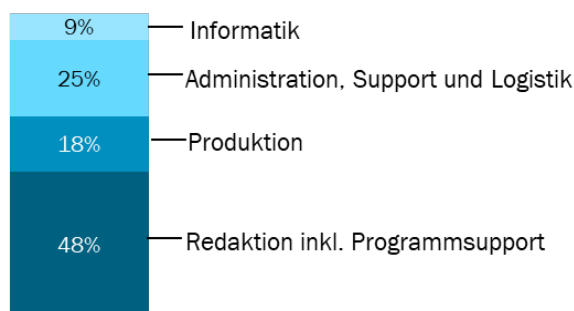 9% Informatik
25% Administration, Support und Logistik
18% Produktion
48% Redaktion inkl. Programmsupport